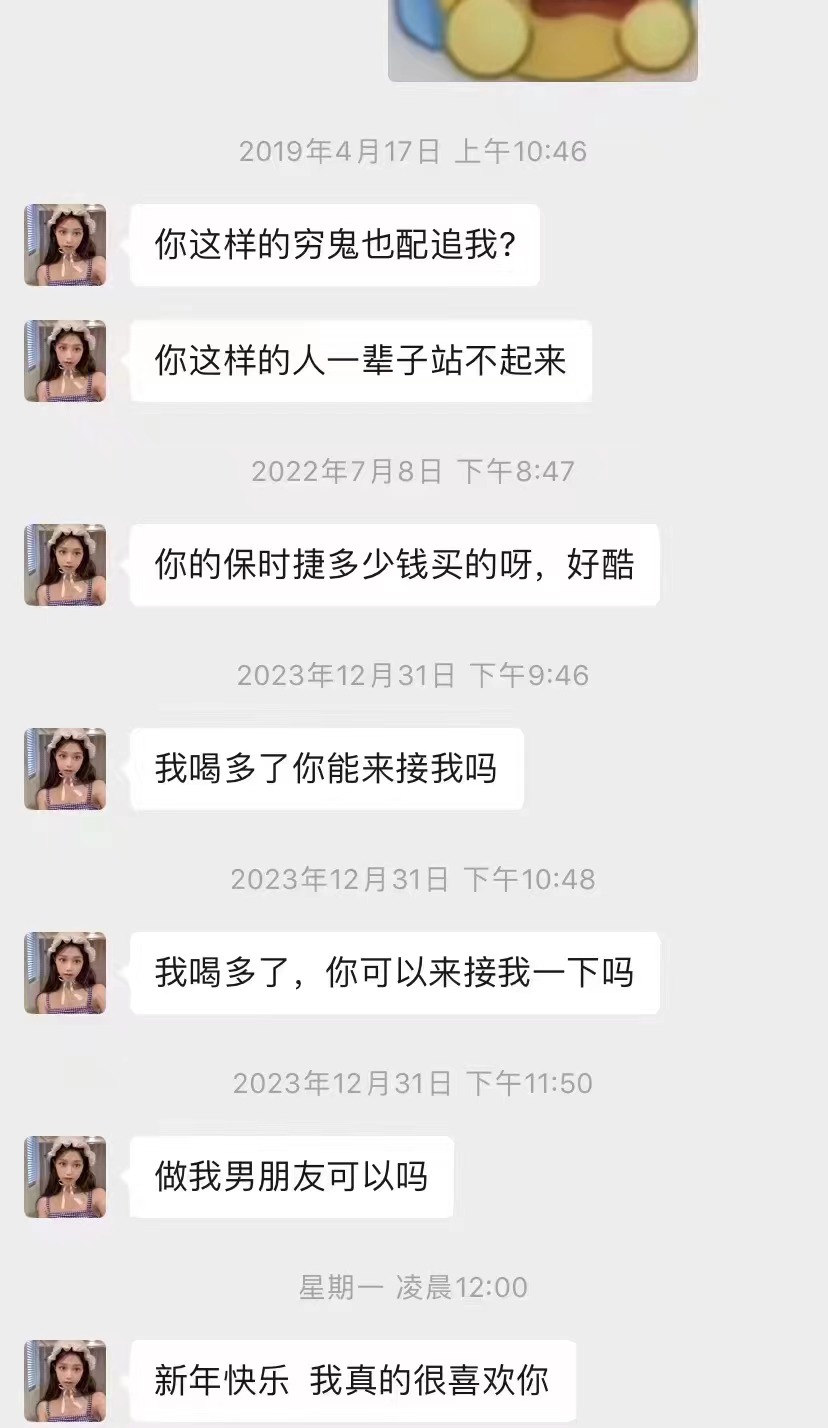 2019年4月17日 上午10:46
你这样的穷鬼也配追我?
你这样的人一辈子站不起来
2022年7月8日 下午8:47
你的保时捷多少钱买的呀，好酷
2023年12月31日 下午9:46
我喝多了你能来接我吗
2023年12月31日 下午10:48
我喝多了，你可以来接我一下吗
2023年12月31日 下午11:50
做我男朋友可以吗
星期一 凌晨12:00
新年快乐 我真的很喜欢你